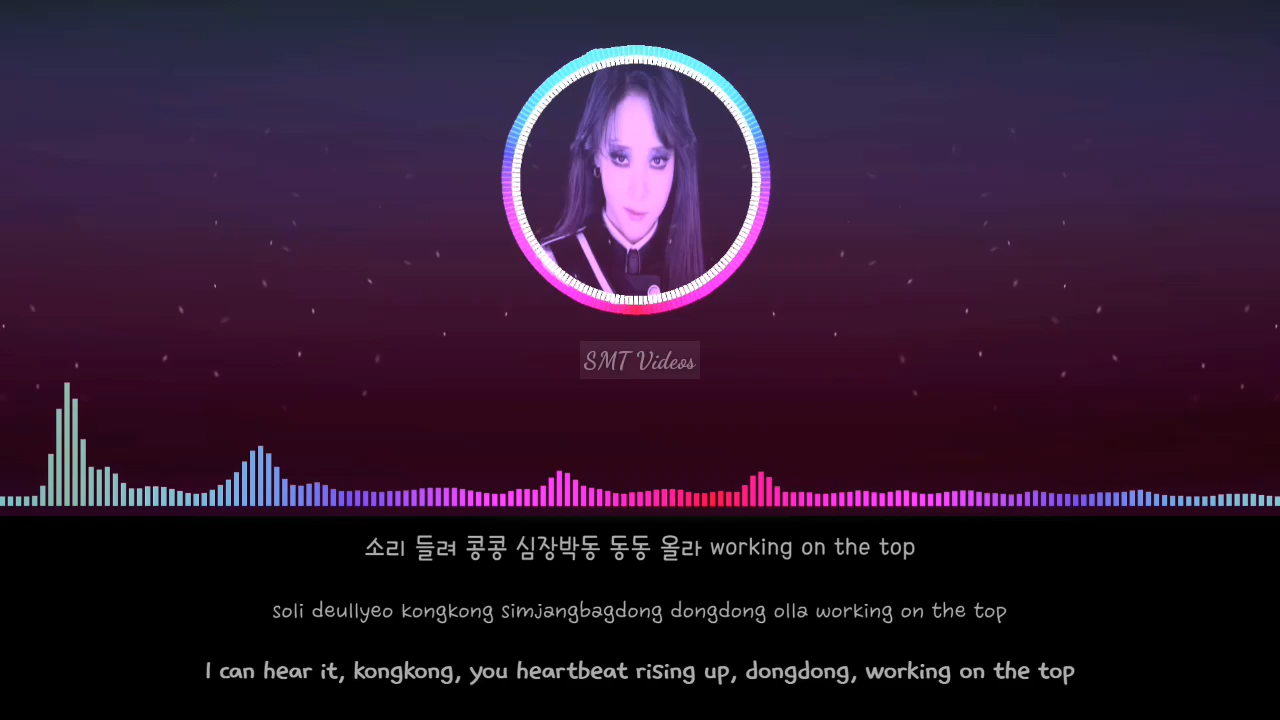 SMT Videos
소리 들려 콩콩 심장박동 동동 올라 working on the top
soli deullyeo kongkong simjangbagdong dongdong olla working on the top
I can hear it, kongkong, you heartbeat rising up, dongdong, working on the top